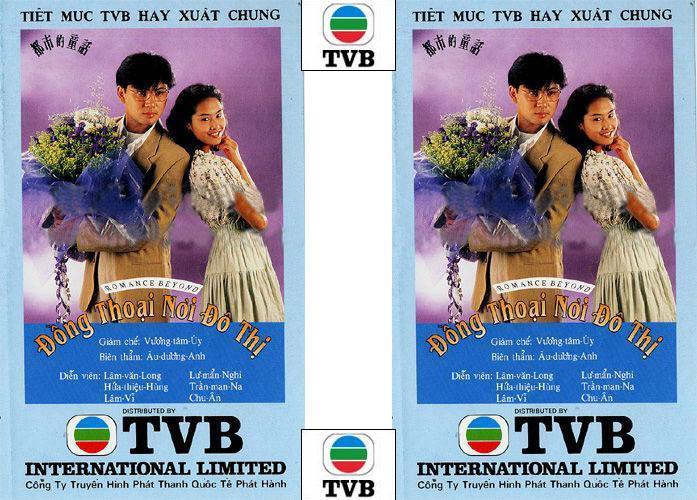 TIẾT MỤC TVB HAY XUẤT CHUNG
都市的童話
ROMANCE BEYOND
Đồng Thoại Nơi Đô Thị
Giám chế: Vương-tâm-Úy
Biên thẩm: Âu-dương-Anh
Diễn viên: Lâm-văn-Long Lư-mẫn-Nghi
Hứa-thiệu-Hùng Trần-man-Na
Lâm-Vĩ Chu-Ân
DISTRIBUTED BY
TVB
INTERNATIONAL LIMITED
Công Ty Truyền Hình Phát Thanh Quốc Tế Phát Hành
TVB
TVB
TIẾT MỤC TVB HAY XUẤT CHUNG
都市的童話
ROMANCE BEYOND
Đồng Thoại Nơi Đô Thị
Giám chế: Vương-tâm-Úy
Biên thẩm: Âu-dương-Anh
Diễn viên: Lâm-văn-Long Lư-mẫn-Nghi
Hứa-thiệu-Hùng Trần-man-Na
Lâm-Vĩ Chu-Ân
DISTRIBUTED BY
TVB
INTERNATIONAL LIMITED
Công Ty Truyền Hình Phát Thanh Quốc Tế Phát Hành